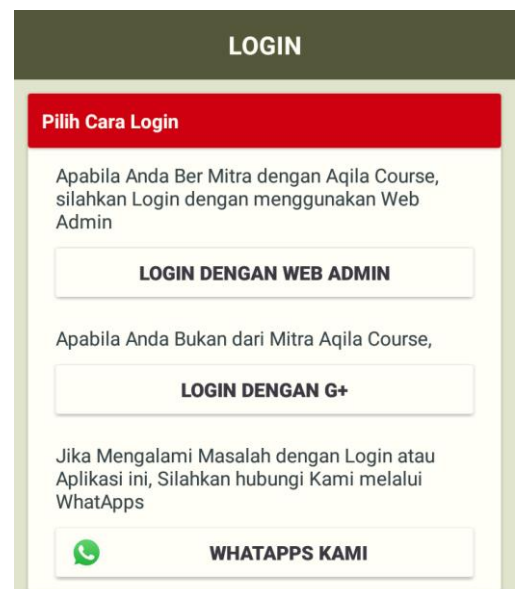 LOGIN
Pilih Cara Login
Apabila Anda Ber Mitra dengan Aqila Course,
silahkan Login dengan menggunakan Web
Admin
LOGIN DENGAN WEB ADMIN
Apabila Anda Bukan dari Mitra Aqila Course,
LOGIN DENGAN G+
Jika Mengalami Masalah dengan Login atau
Aplikasi ini, Silahkan hubungi Kami melalui
WhatApps
WHATAPPS KAMI